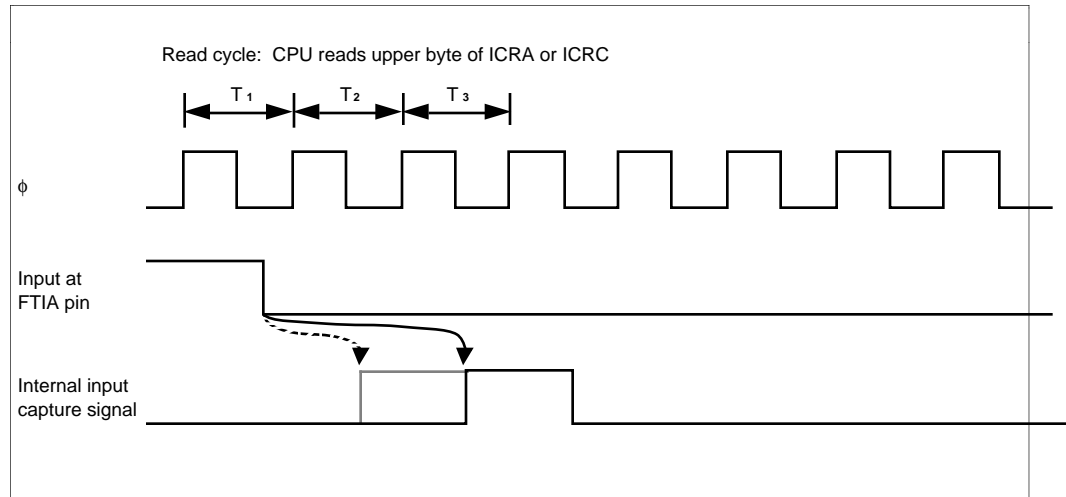 Read cycle: CPU reads upper byte of ICRA or ICRC
T1 T2 T3
ϕ
Input at
FTIA pin
Internal input
capture signal